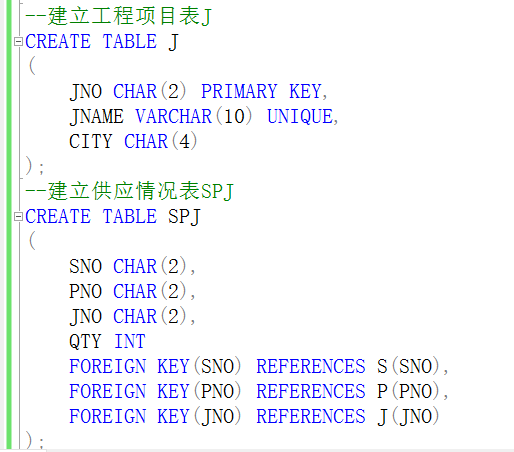 --建立工程项目表J
CREATE TABLE J
(
JNO CHAR(2) PRIMARY KEY,
JNAME VARCHAR(10) UNIQUE,
CITY CHAR(4)
);
--建立供应情况表SPJ
CREATE TABLE SPJ
(
SNO CHAR(2),
PNO CHAR(2),
JNO CHAR(2),
QTY INT
FOREIGN KEY(SNO) REFERENCES S(SNO),
FOREIGN KEY(PNO) REFERENCES P(PNO),
FOREIGN KEY(JNO) REFERENCES J(JNO)
);